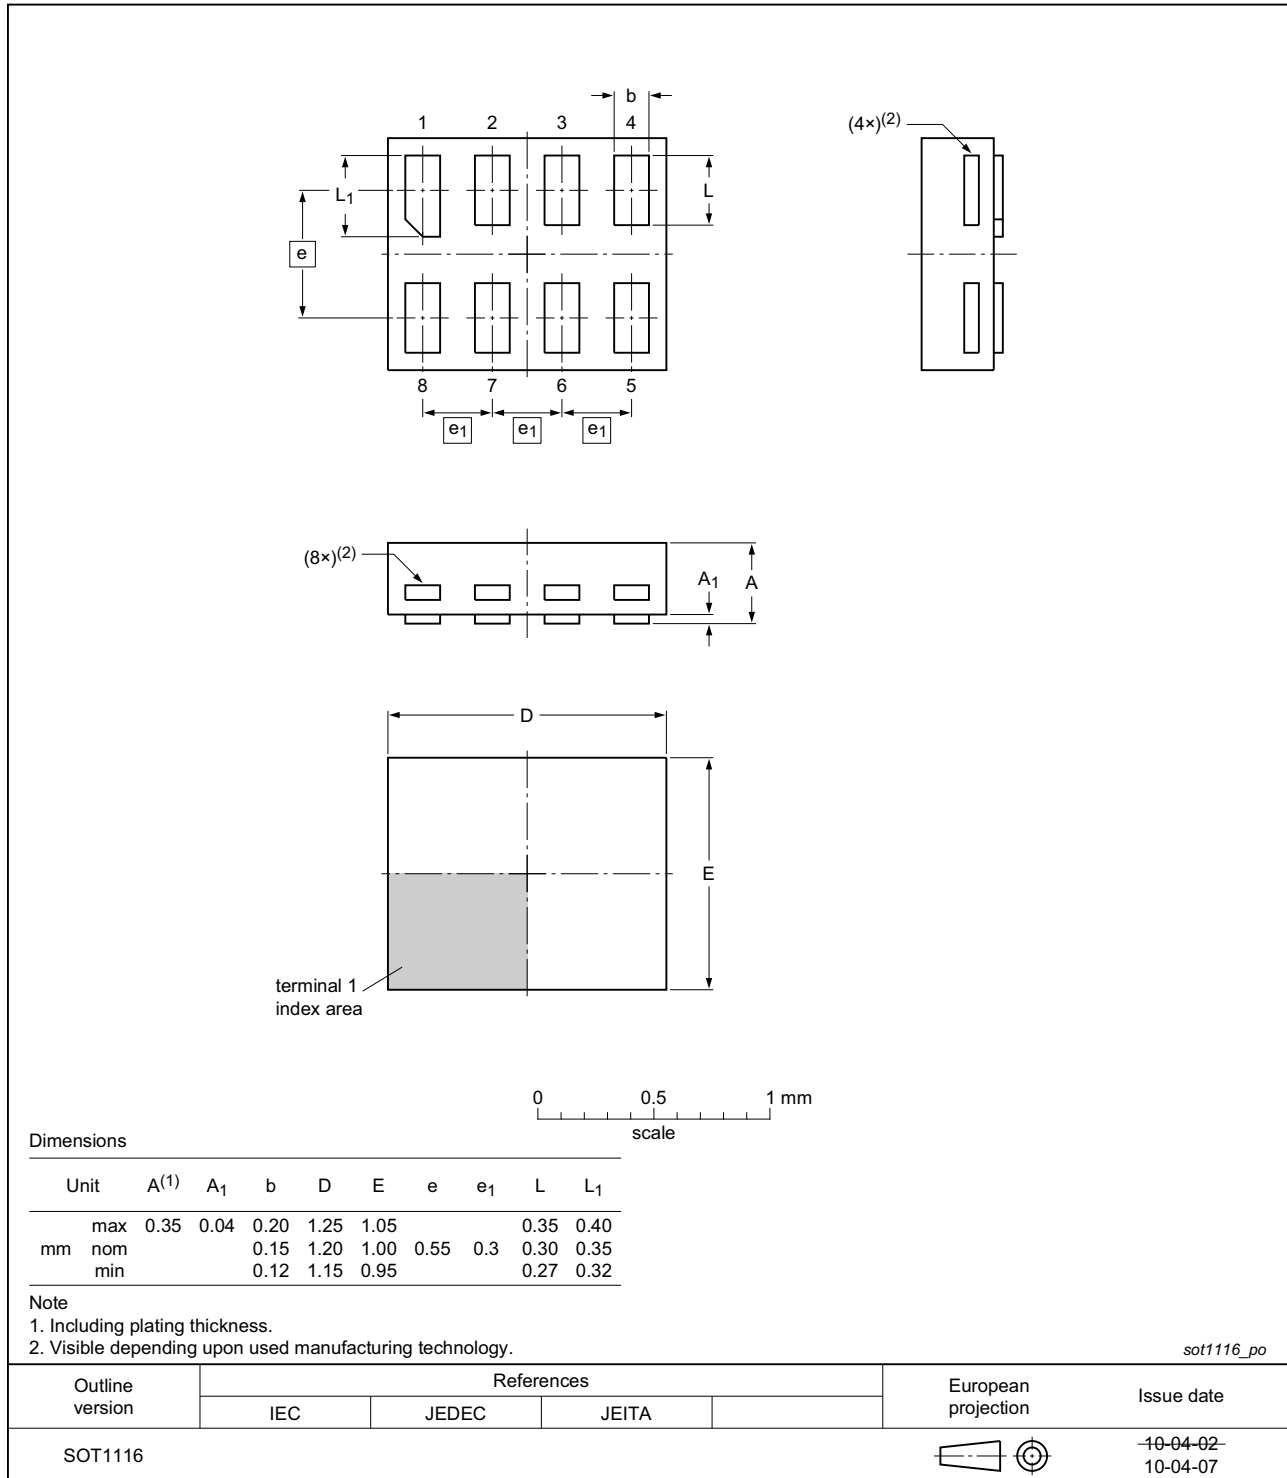 b
1 2 3 4
(4×)(2)
L1
L
e
8 7 6 5
e1 e1 e1
(8×)(2)
A1 A
D
E
terminal 1
index area
0 0.5 1 mm
scale
Dimensions
Unit A(1) A1 b D E e e1 L L1
max 0.35 0.04 0.20 1.25 1.05 0.35 0.40
mm nom 0.15 1.20 1.00 0.55 0.3 0.30 0.35
min 0.12 1.15 0.95 0.27 0.32
Note
1. Including plating thickness.
2. Visible depending upon used manufacturing technology.
sot1116_po
Outline
version
References
IEC JEDEC JEITA
European
projection
Issue date
SOT1116
10-04-02
10-04-07